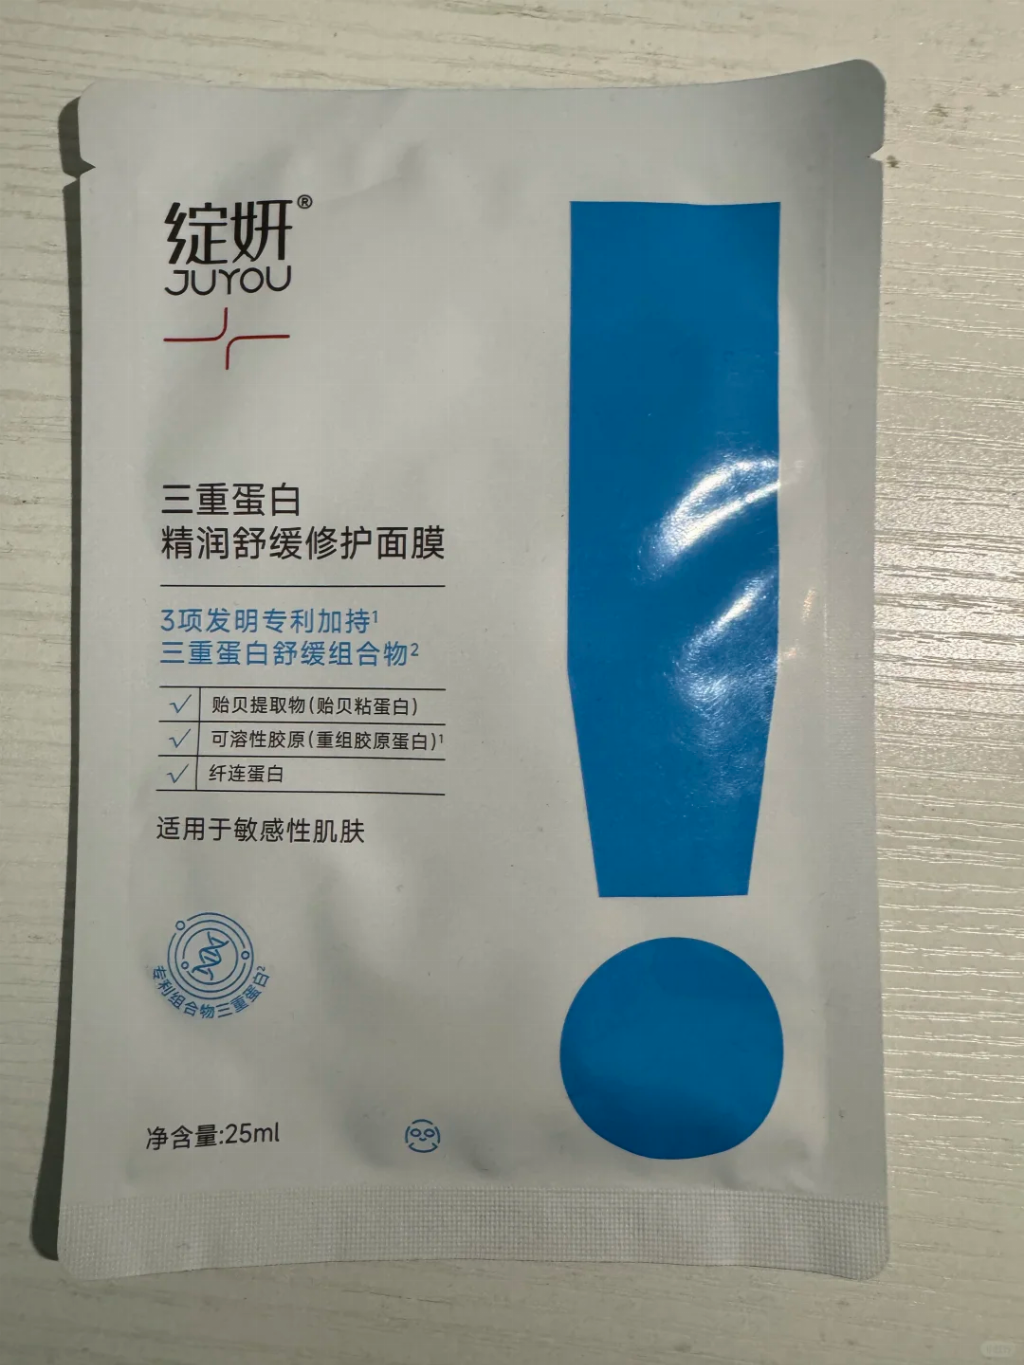 绽妍®
JUYOU
三重蛋白
精润舒缓修护面膜
3项发明专利加持¹
三重蛋白舒缓组合物²
√ 贻贝提取物(贻贝粘蛋白)
√ 可溶性胶原(重组胶原蛋白)¹
√ 纤连蛋白
适用于敏感性肌肤
专利组合物三重蛋白²
净含量:25ml